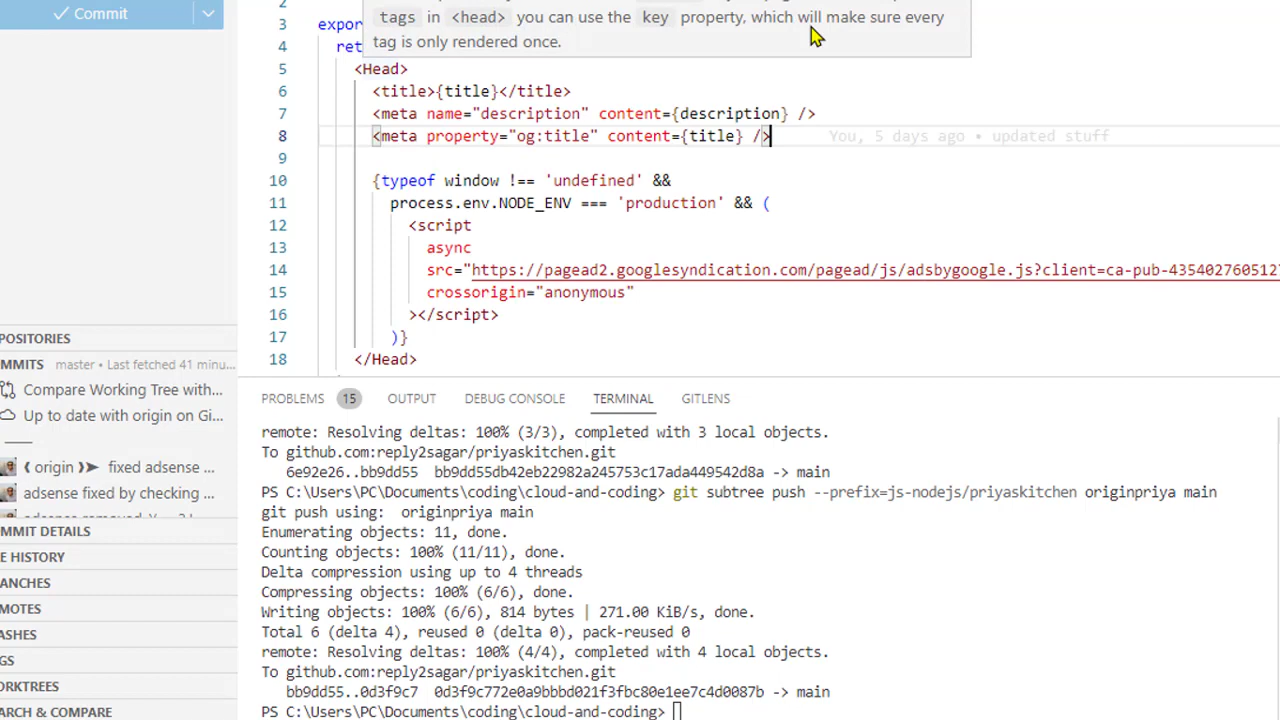 Commit
2
3 expor
tags in <head> you can use the key property, which will make sure every
tag is only rendered once.
4 ret
5 <Head>
6 <title>{title}</title>
7 <meta name="description" content={description} />
8 <meta property="og:title" content={title} /> You, 5 days ago • updated stuff
9
10 {typeof window !== 'undefined' &&
11 process.env.NODE_ENV === 'production' && (
12 <script
13 async
14 src="https://pagead2.googlesyndication.com/pagead/js/adsbygoogle.js?client=ca-pub-4354027605127
15 crossorigin="anonymous"
16 ></script>
17 )}
18 </Head>
POSITORIES
MMITS master • Last fetched 41 minu...
Compare Working Tree with...
Up to date with origin on Gi...
origin fixed adsense ...
adsense fixed by checking ...
MMIT DETAILS
E HISTORY
ANCHES
MOTES
ASHES
GS
ORKTREES
ARCH & COMPARE
PROBLEMS 15 OUTPUT DEBUG CONSOLE TERMINAL GITLENS
remote: Resolving deltas: 100% (3/3), completed with 3 local objects.
To github.com:reply2sagar/priyaskitchen.git
6e92e26..bb9dd55 bb9dd55db42eb22982a245753c17ada449542d8a -> main
PS C:\Users\PC\Documents\coding\cloud-and-coding> git subtree push --prefix=js-nodejs/priyaskitchen originpriya main
git push using: originpriya main
Enumerating objects: 11, done.
Counting objects: 100% (11/11), done.
Delta compression using up to 4 threads
Compressing objects: 100% (6/6), done.
Writing objects: 100% (6/6), 814 bytes | 271.00 KiB/s, done.
Total 6 (delta 4), reused 0 (delta 0), pack-reused 0
remote: Resolving deltas: 100% (4/4), completed with 4 local objects.
To github.com:reply2sagar/priyaskitchen.git
bb9dd55..0d3f9c7 0d3f9c772e0a9bbbd021f3fbc80e1ee7c4d0087b -> main
PS C:\Users\PC\Documents\coding\cloud-and-coding>